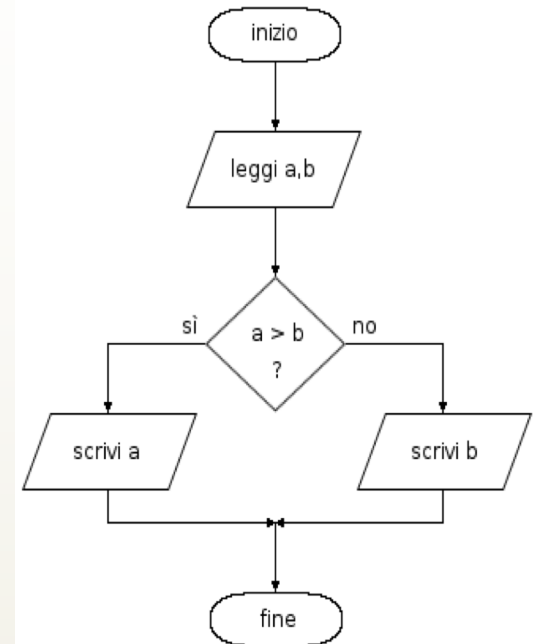 inizio
leggi a,b
sì
a > b
?
no
scrivi a
scrivi b
fine